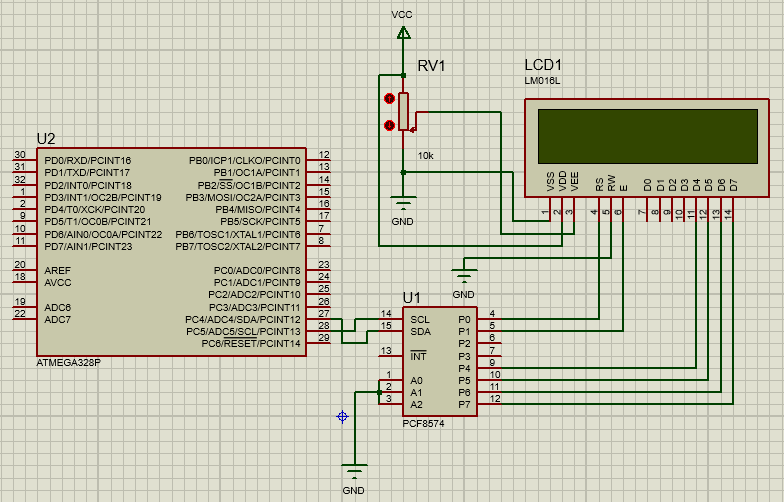 VCC
RV1
10k
GND
LCD1
LM016L
VSS VDD VEE RS RW E D0 D1 D2 D3 D4 D5 D6 D7
1 2 3 4 5 6 7 8 9 10 11 12 13 14
GND
U2
30 PD0/RXD/PCINT16 PB0/ICP1/CLKO/PCINT0 12
31 PD1/TXD/PCINT17 PB1/OC1A/PCINT1 13
32 PD2/INT0/PCINT18 PB2/SS/OC1B/PCINT2 14
1 PD3/INT1/OC2B/PCINT19 PB3/MOSI/OC2A/PCINT3 15
2 PD4/T0/XCK/PCINT20 PB4/MISO/PCINT4 16
9 PD5/T1/OC0B/PCINT21 PB5/SCK/PCINT5 17
10 PD6/AIN0/OC0A/PCINT22 PB6/TOSC1/XTAL1/PCINT6 7
11 PD7/AIN1/PCINT23 PB7/TOSC2/XTAL2/PCINT7 8
20 AREF PC0/ADC0/PCINT8 23
18 AVCC PC1/ADC1/PCINT9 24
PC2/ADC2/PCINT10 25
19 ADC6 PC3/ADC3/PCINT11 26
22 ADC7 PC4/ADC4/SDA/PCINT12 27
PC5/ADC5/SCL/PCINT13 28
PC6/RESET/PCINT14 29
ATMEGA328P
U1
14 SCL P0 4
15 SDA P1 5
P2 6
13 INT P3 7
P4 9
1 A0 P5 10
2 A1 P6 11
3 A2 P7 12
PCF8574
GND